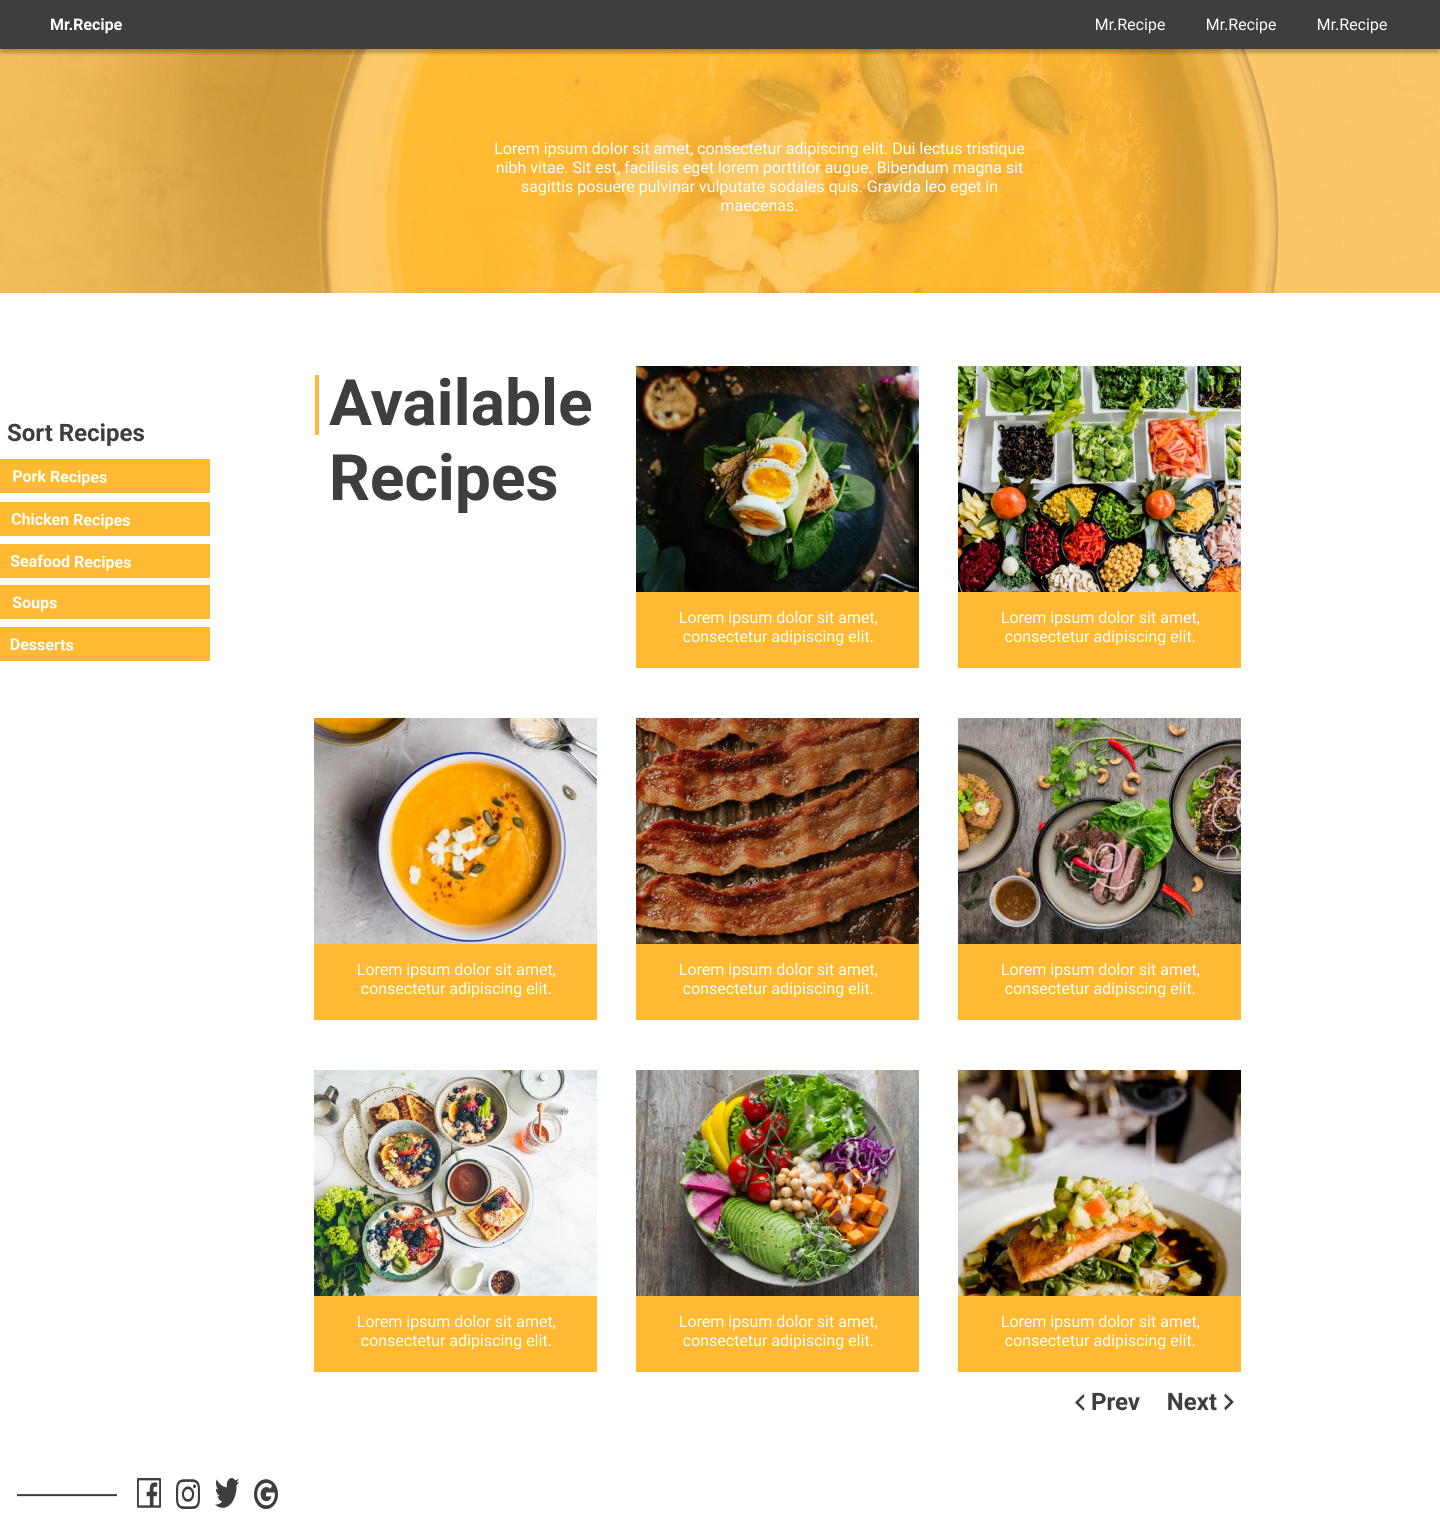 Mr.Recipe
Mr.Recipe Mr.Recipe Mr.Recipe
Lorem ipsum dolor sit amet, consectetur adipiscing elit. Dui lectus tristique
nibh vitae. Sit est, facilisis eget lorem porttitor augue. Bibendum magna sit
sagittis posuere pulvinar vulputate sodales quis. Gravida leo eget in
maecenas.
Sort Recipes
Pork Recipes
Chicken Recipes
Seafood Recipes
Soups
Desserts
Available
Recipes
Lorem ipsum dolor sit amet,
consectetur adipiscing elit.
Lorem ipsum dolor sit amet,
consectetur adipiscing elit.
Lorem ipsum dolor sit amet,
consectetur adipiscing elit.
Lorem ipsum dolor sit amet,
consectetur adipiscing elit.
Lorem ipsum dolor sit amet,
consectetur adipiscing elit.
Lorem ipsum dolor sit amet,
consectetur adipiscing elit.
Lorem ipsum dolor sit amet,
consectetur adipiscing elit.
Lorem ipsum dolor sit amet,
consectetur adipiscing elit.
Prev Next